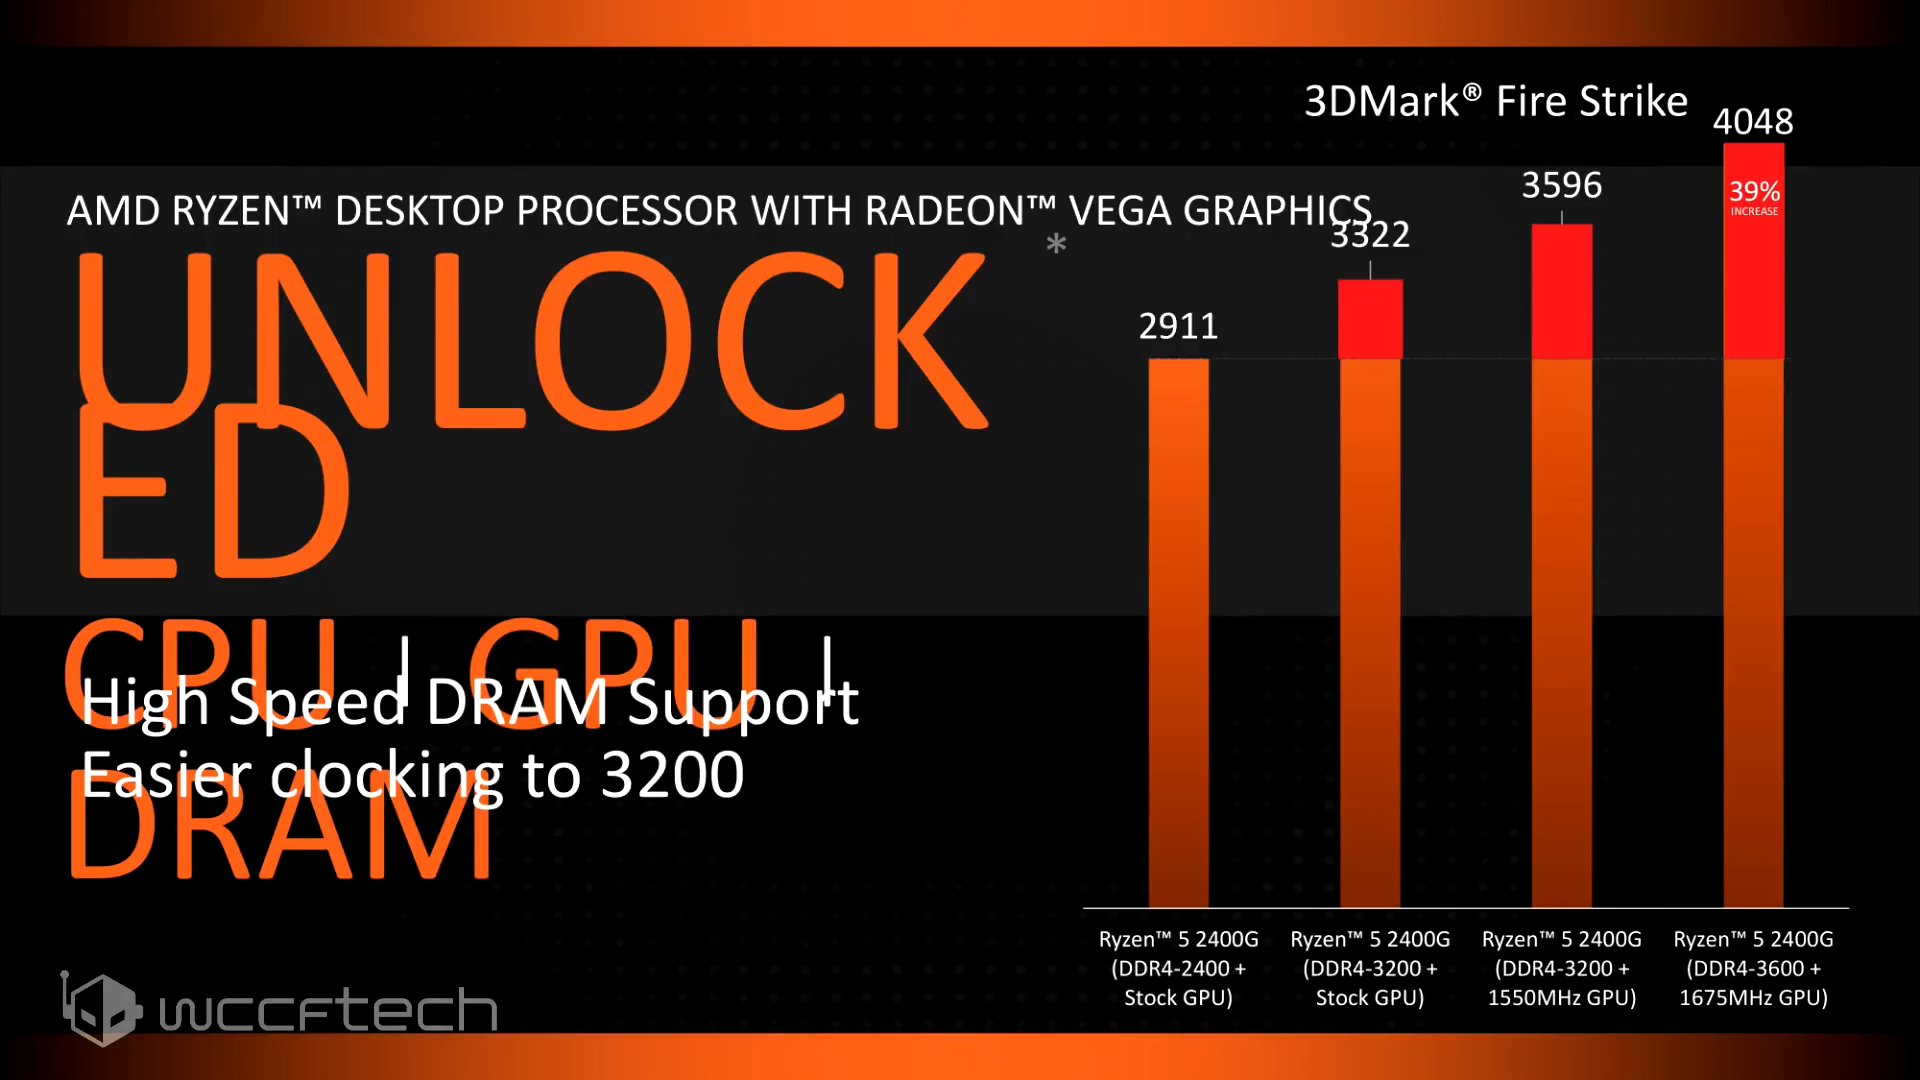 3DMark® Fire Strike
AMD RYZEN™ DESKTOP PROCESSOR WITH RADEON™ VEGA GRAPHICS
UNLOCK
ED
*
CPU | GPU |
DRAM
High Speed DRAM Support
Easier clocking to 3200
2911
3322
3596
4048
39%
INCREASE
Ryzen™ 5 2400G
(DDR4-2400 +
Stock GPU)
Ryzen™ 5 2400G
(DDR4-3200 +
Stock GPU)
Ryzen™ 5 2400G
(DDR4-3200 +
1550MHz GPU)
Ryzen™ 5 2400G
(DDR4-3600 +
1675MHz GPU)
wccftech